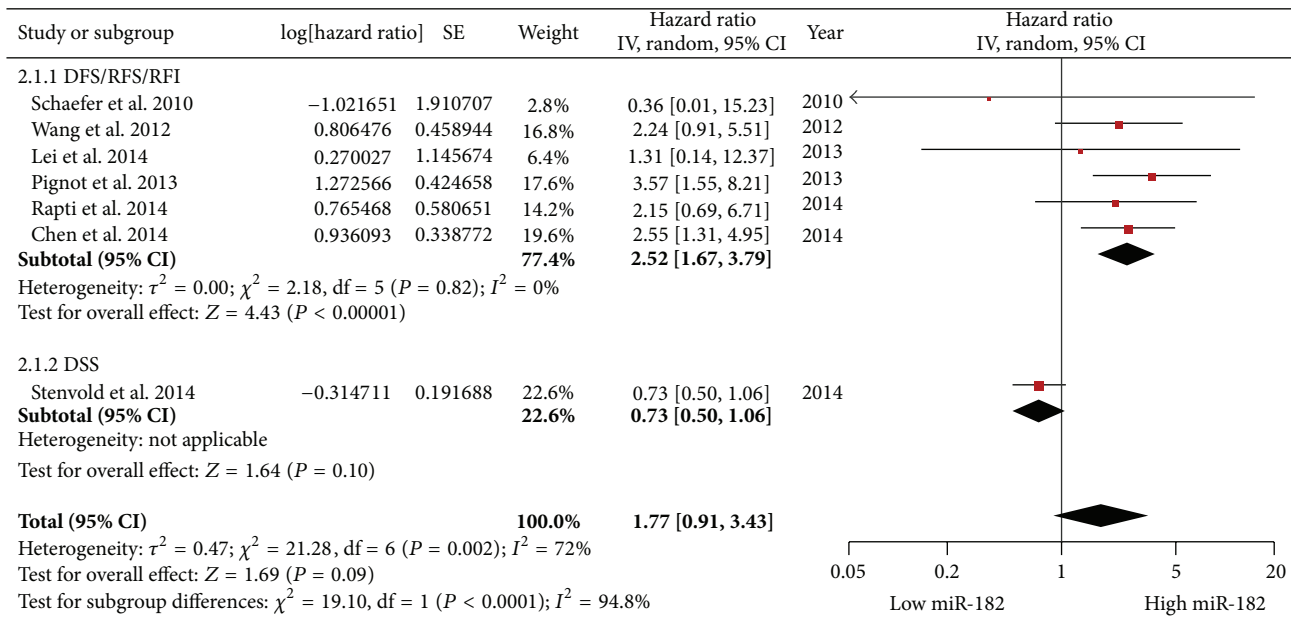 Study or subgroup log[hazard ratio] SE Weight Hazard ratio IV, random, 95% CI Year Hazard ratio IV, random, 95% CI
2.1.1 DFS/RFS/RFI
Schaefer et al. 2010 −1.021651 1.910707 2.8% 0.36 [0.01, 15.23] 2010
Wang et al. 2012 0.806476 0.458944 16.8% 2.24 [0.91, 5.51] 2012
Lei et al. 2014 0.270027 1.145674 6.4% 1.31 [0.14, 12.37] 2013
Pignot et al. 2013 1.272566 0.424658 17.6% 3.57 [1.55, 8.21] 2013
Rapti et al. 2014 0.765468 0.580651 14.2% 2.15 [0.69, 6.71] 2014
Chen et al. 2014 0.936093 0.338772 19.6% 2.55 [1.31, 4.95] 2014
Subtotal (95% CI) 77.4% 2.52 [1.67, 3.79]
Heterogeneity: τ² = 0.00; χ² = 2.18, df = 5 (P = 0.82); I² = 0%
Test for overall effect: Z = 4.43 (P < 0.00001)
2.1.2 DSS
Stenvold et al. 2014 −0.314711 0.191688 22.6% 0.73 [0.50, 1.06] 2014
Subtotal (95% CI) 22.6% 0.73 [0.50, 1.06]
Heterogeneity: not applicable
Test for overall effect: Z = 1.64 (P = 0.10)
Total (95% CI) 100.0% 1.77 [0.91, 3.43]
Heterogeneity: τ² = 0.47; χ² = 21.28, df = 6 (P = 0.002); I² = 72%
Test for overall effect: Z = 1.69 (P = 0.09)
Test for subgroup differences: χ² = 19.10, df = 1 (P < 0.0001); I² = 94.8%
0.05 0.2 1 5 20
Low miR-182 High miR-182